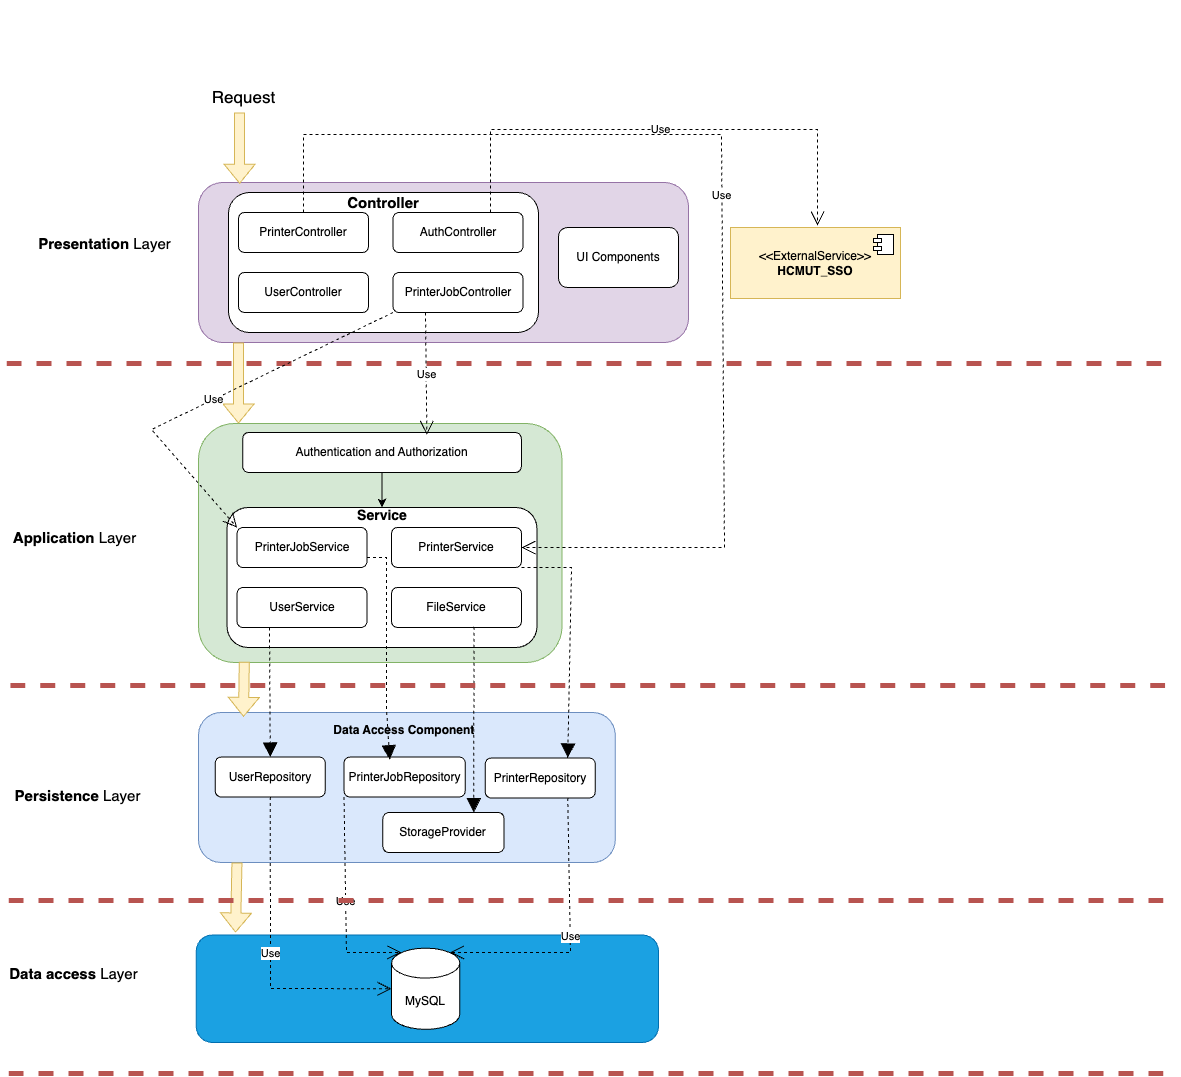 Request
Use
Use
Controller
PrinterController
AuthController
UserController
PrinterJobController
UI Components
Presentation Layer
<<ExternalService>>
HCMUT_SSO
Use
Use
Authentication and Authorization
Service
PrinterJobService
PrinterService
UserService
FileService
Application Layer
Data Access Component
UserRepository
PrinterJobRepository
PrinterRepository
StorageProvider
Persistence Layer
Use
Use
Use
Data access Layer
MySQL